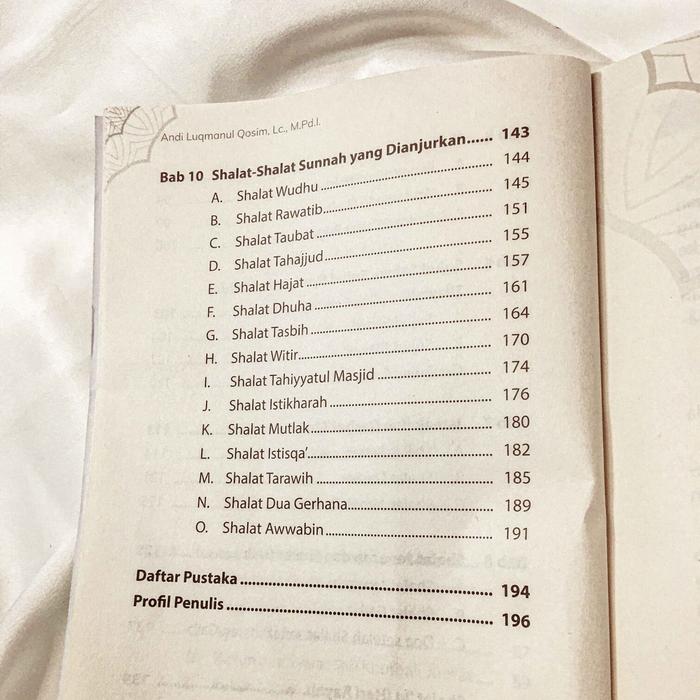 Andi Luqmanul Qosim, Lc., M.Pd.I.
Bab 10 Shalat-Shalat Sunnah yang Dianjurkan...... 143
A. Shalat Wudhu ........................................ 144
B. Shalat Rawatib........................................ 145
C. Shalat Taubat ........................................ 151
D. Shalat Tahajjud........................................ 155
E. Shalat Hajat ........................................ 157
F. Shalat Dhuha ........................................ 161
G. Shalat Tasbih ........................................ 164
H. Shalat Witir........................................ 170
I. Shalat Tahiyyatul Masjid ............................ 174
J. Shalat Istikharah ........................................ 176
K. Shalat Mutlak........................................ 180
L. Shalat Istisqa’........................................ 182
M. Shalat Tarawih ........................................ 185
N. Shalat Dua Gerhana................................ 189
O. Shalat Awwabin........................................ 191
Daftar Pustaka ........................................................ 194
Profil Penulis ........................................................ 196